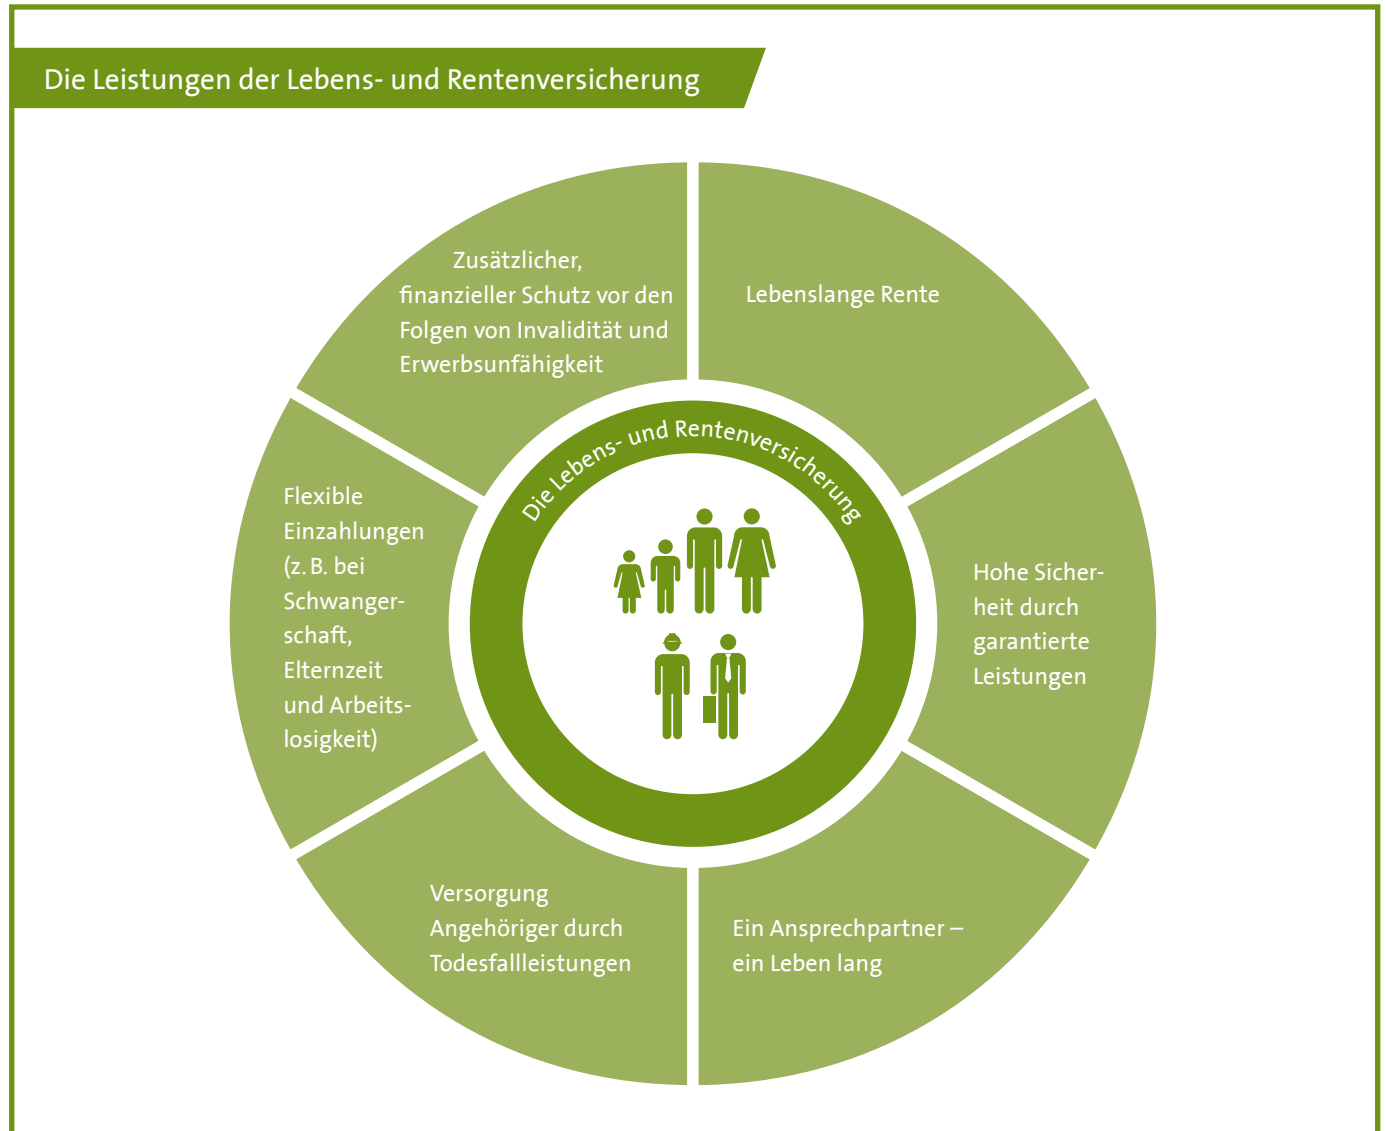 Die Leistungen der Lebens- und Rentenversicherung
Zusätzlicher,
finanzieller Schutz vor den
Folgen von Invalidität und
Erwerbsunfähigkeit
Lebenslange Rente
Die Lebens- und Rentenversicherung
Flexible
Einzahlungen
(z. B. bei
Schwanger-
schaft,
Elternzeit
und Arbeits-
losigkeit)
Hohe Sicher-
heit durch
garantierte
Leistungen
Versorgung
Angehöriger durch
Todesfallleistungen
Ein Ansprechpartner –
ein Leben lang